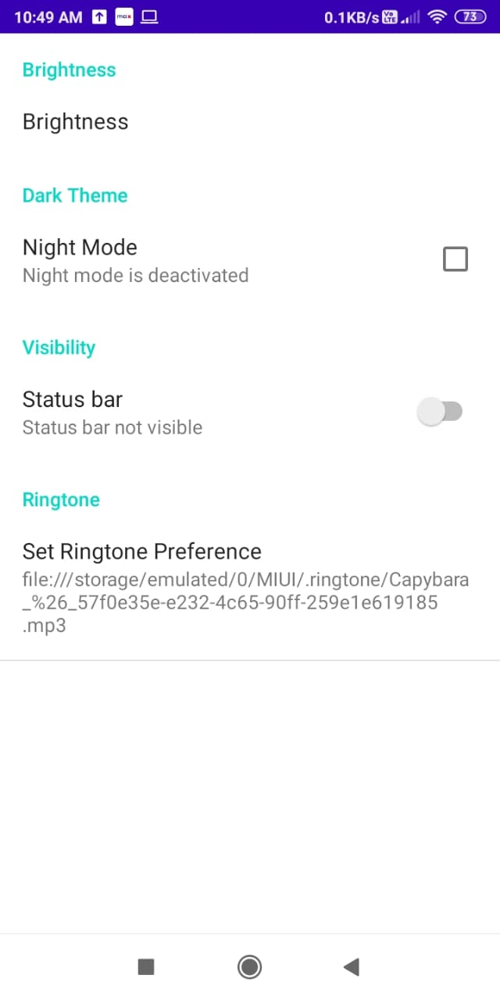 10:49 AM max 0.1KB/s Vo LTE 73
Brightness
Brightness
Dark Theme
Night Mode
Night mode is deactivated
Visibility
Status bar
Status bar not visible
Ringtone
Set Ringtone Preference
file:///storage/emulated/0/MIUI/.ringtone/Capybara
_%26_57f0e35e-e232-4c65-90ff-259e1e619185
.mp3